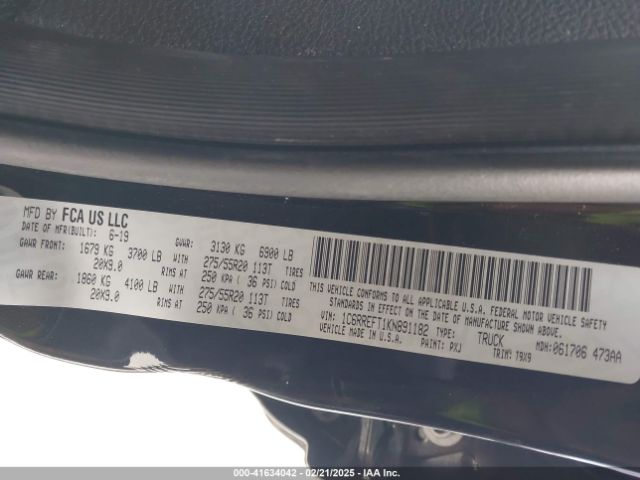 MFD BY FCA US LLC
DATE OF MFR(BUILT): 6-19 GVWR: 3130 KG 6900 LB
GAWR FRONT: 1679 KG 3700 LB WITH 275/55R20 113T TIRES
20X9.0 RIMS AT 250 KPA ( 36 PSI) COLD
GAWR REAR: 1860 KG 4100 LB WITH 275/55R20 113T TIRES
20X9.0 RIMS AT 250 KPA ( 36 PSI) COLD
THIS VEHICLE CONFORMS TO ALL APPLICABLE U.S.A. FEDERAL MOTOR VEHICLE SAFETY
STANDARDS IN EFFECT ON THE DATE OF MANUFACTURE SHOWN ABOVE.
VIN: 1C6RREFT1KN891182 TYPE: TRUCK MDH: 061706 473AA
VEHICLE MADE IN U.S.A. PAINT: PXJ TRIM: T9X9
000-41634042 - 02/21/2025 - IAAI.com